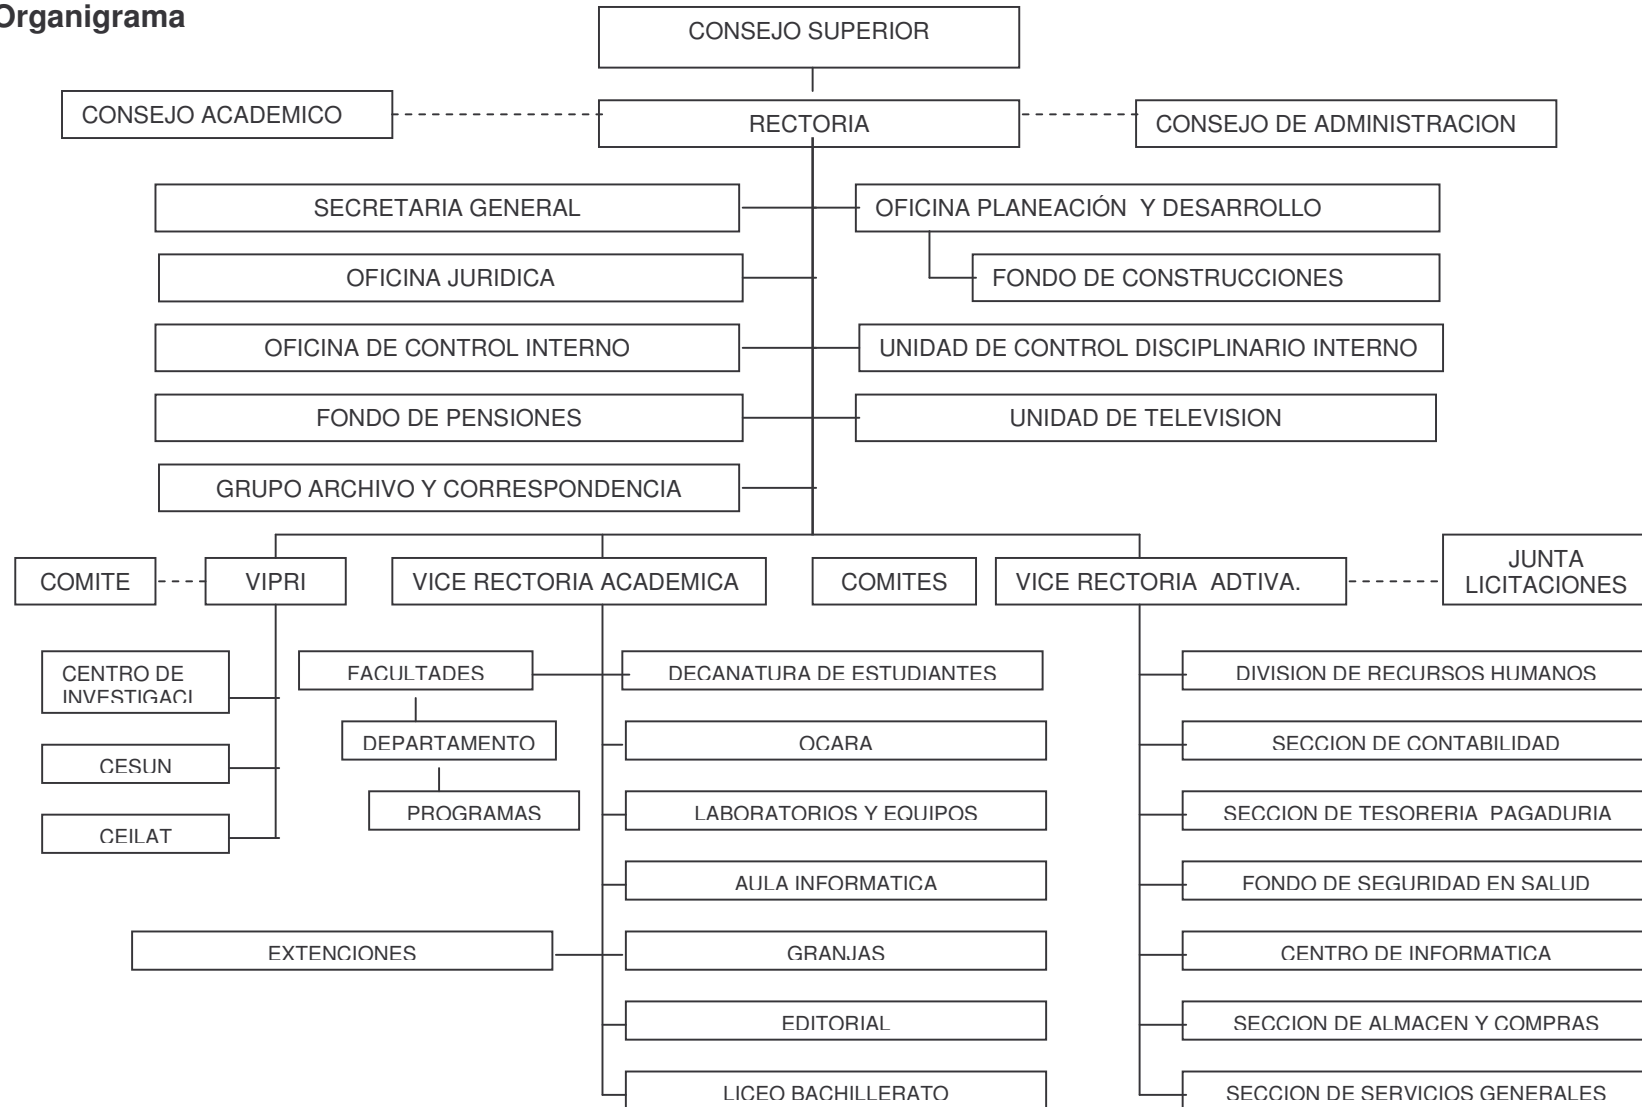 Organigrama
CONSEJO SUPERIOR
CONSEJO ACADEMICO
RECTORIA
CONSEJO DE ADMINISTRACION
SECRETARIA GENERAL
OFICINA PLANEACIÓN Y DESARROLLO
OFICINA JURIDICA
FONDO DE CONSTRUCCIONES
OFICINA DE CONTROL INTERNO
UNIDAD DE CONTROL DISCIPLINARIO INTERNO
FONDO DE PENSIONES
UNIDAD DE TELEVISION
GRUPO ARCHIVO Y CORRESPONDENCIA
COMITE
VIPRI
VICE RECTORIA ACADEMICA
COMITES
VICE RECTORIA ADTIVA.
JUNTA
LICITACIONES
CENTRO DE
INVESTIGACI
FACULTADES
DECANATURA DE ESTUDIANTES
DIVISION DE RECURSOS HUMANOS
DEPARTAMENTO
OCARA
SECCION DE CONTABILIDAD
CESUN
PROGRAMAS
LABORATORIOS Y EQUIPOS
SECCION DE TESORERIA PAGADURIA
CEILAT
AULA INFORMATICA
FONDO DE SEGURIDAD EN SALUD
EXTENCIONES
GRANJAS
CENTRO DE INFORMATICA
EDITORIAL
SECCION DE ALMACEN Y COMPRAS
LICEO BACHILLERATO
SECCION DE SERVICIOS GENERALES